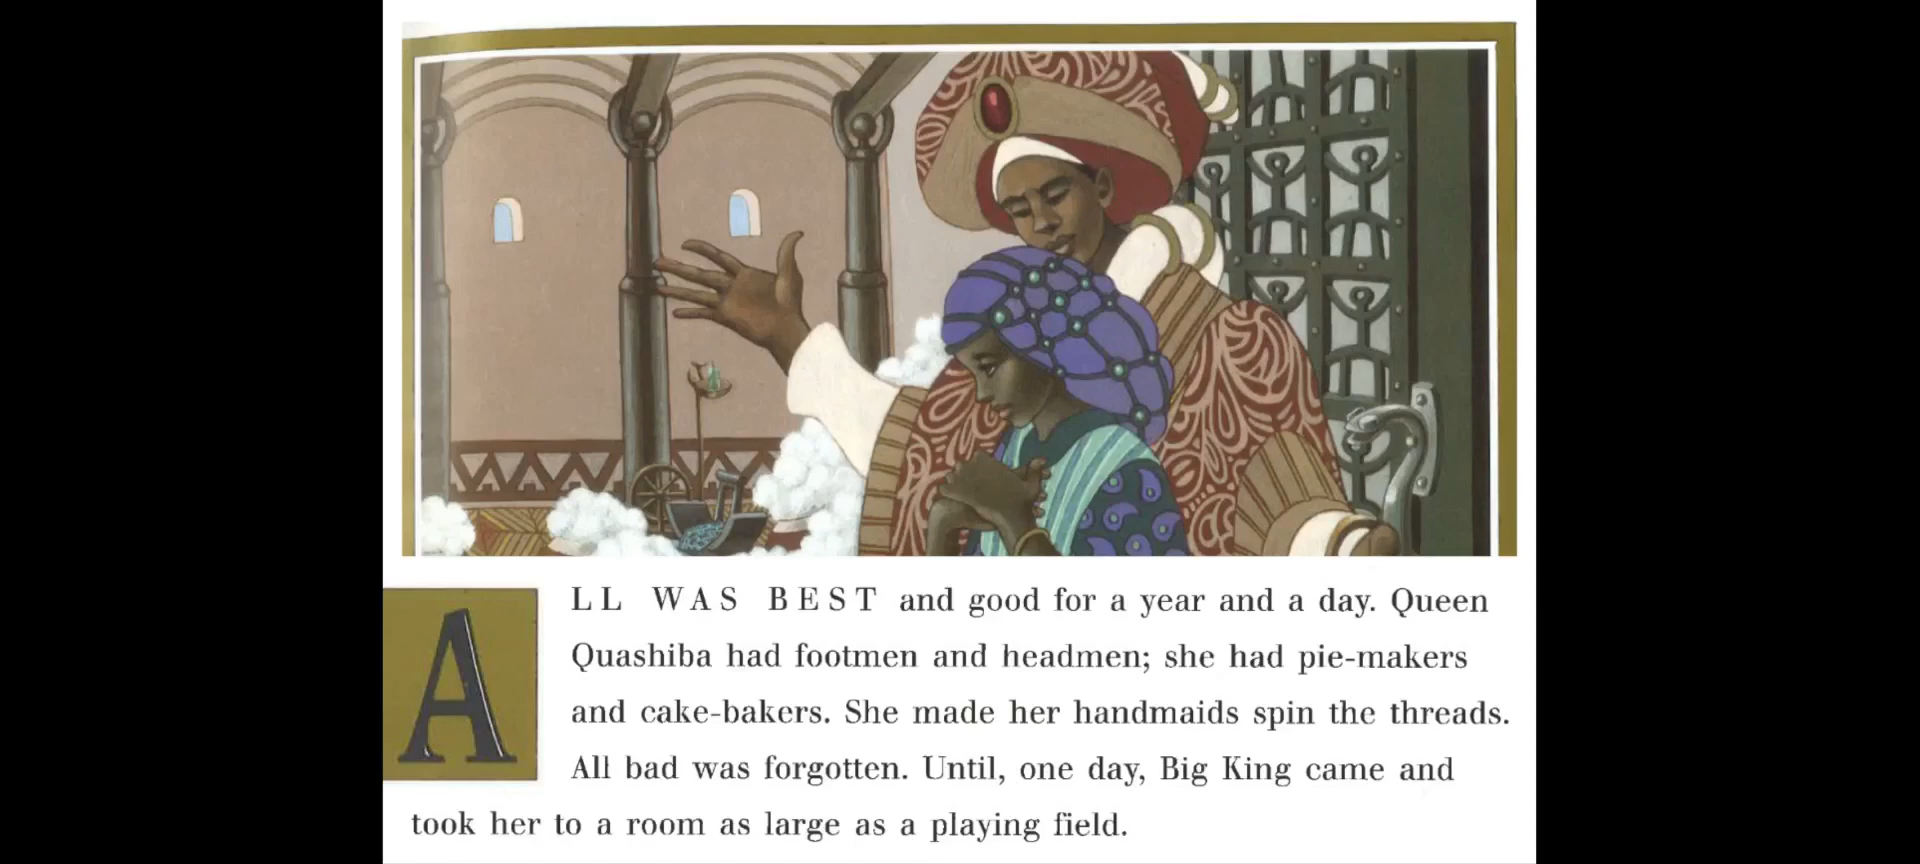 ALL WAS BEST and good for a year and a day. Queen
Quashiba had footmen and headmen; she had pie-makers
and cake-bakers. She made her handmaids spin the threads.
All bad was forgotten. Until, one day, Big King came and
took her to a room as large as a playing field.